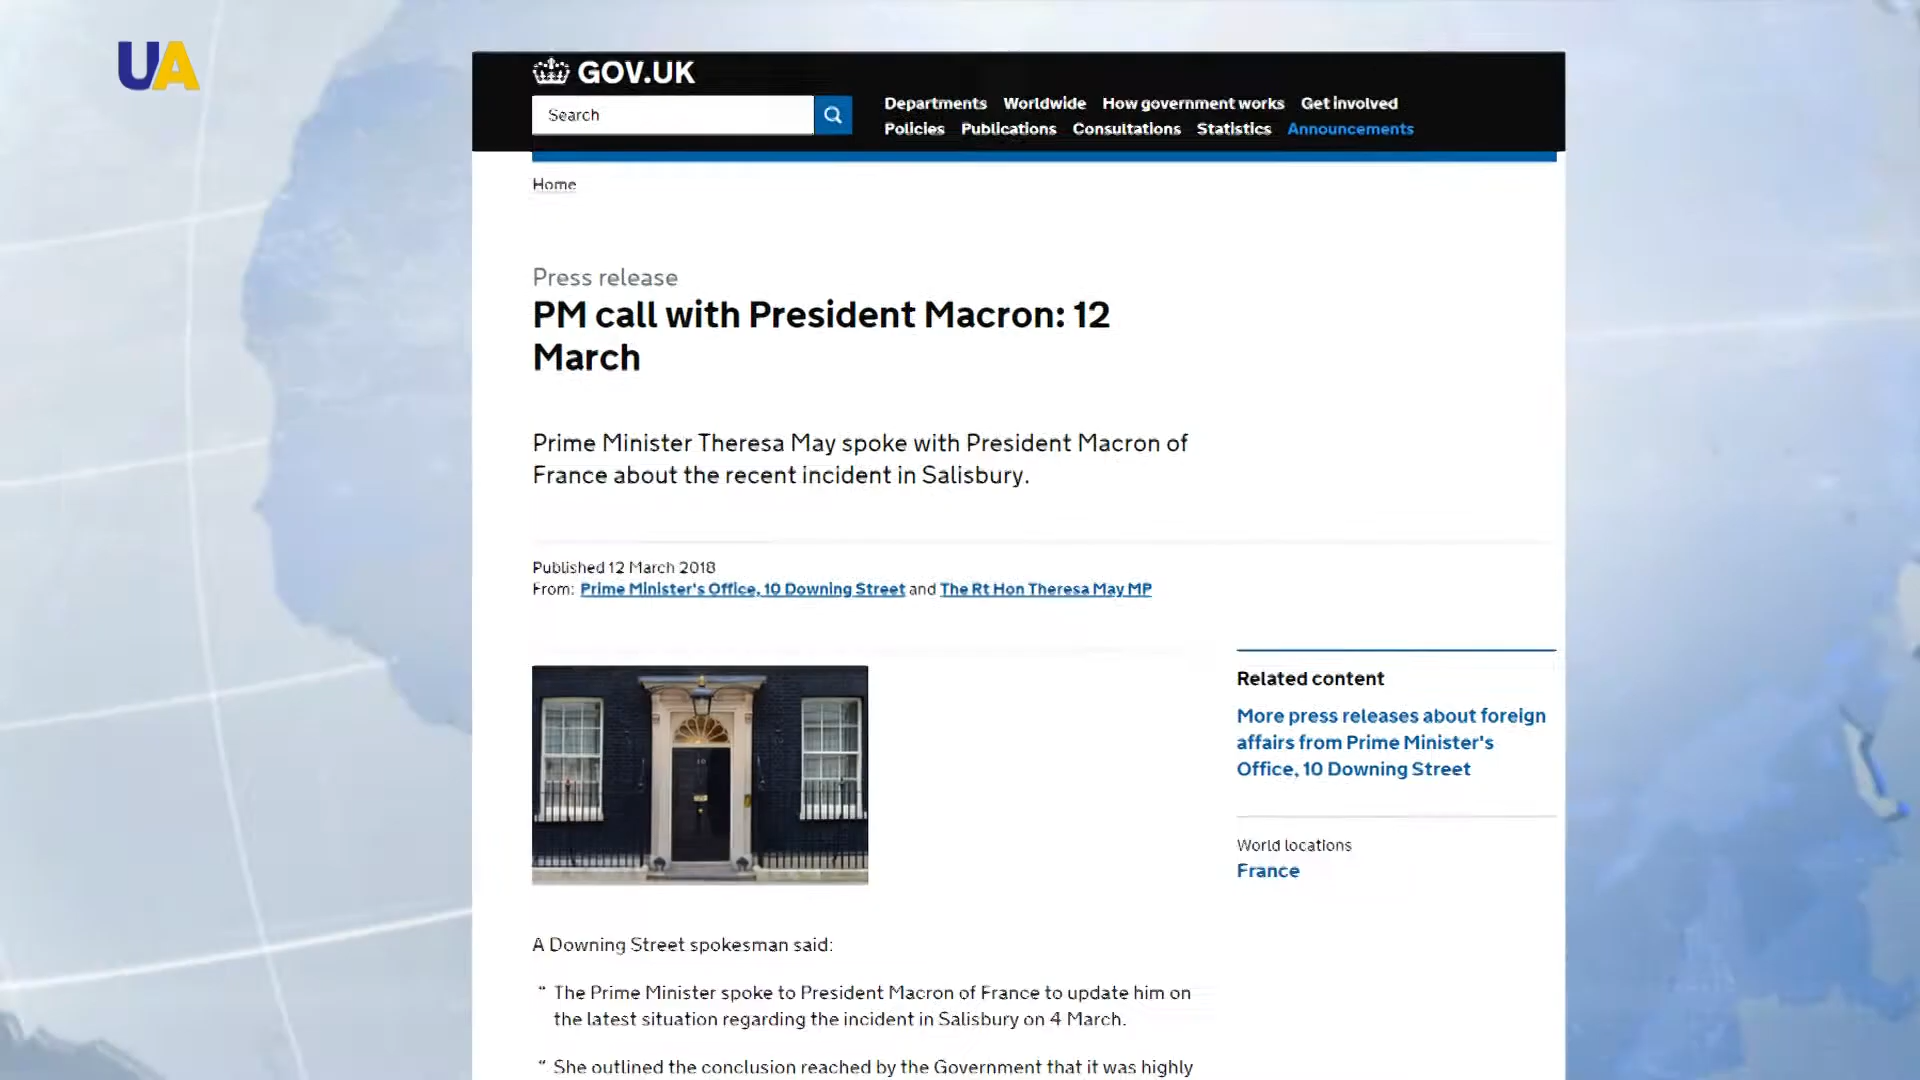 UA
GOV.UK
Search
Departments Worldwide How government works Get involved
Policies Publications Consultations Statistics Announcements
Home
Press release
PM call with President Macron: 12
March
Prime Minister Theresa May spoke with President Macron of
France about the recent incident in Salisbury.
Published 12 March 2018
From: Prime Minister's Office, 10 Downing Street and The Rt Hon Theresa May MP
Related content
More press releases about foreign
affairs from Prime Minister's
Office, 10 Downing Street
World locations
France
10
A Downing Street spokesman said:
“ The Prime Minister spoke to President Macron of France to update him on
the latest situation regarding the incident in Salisbury on 4 March.
“ She outlined the conclusion reached by the Government that it was highly